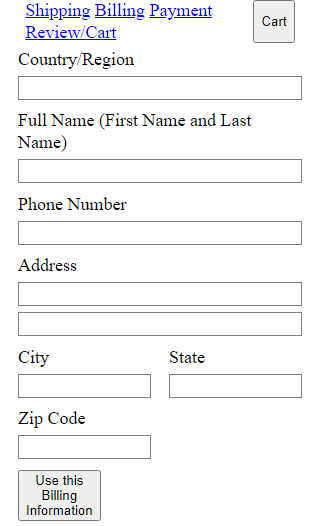 Shipping Billing Payment
Review/Cart
Cart
Country/Region
Full Name (First Name and Last
Name)
Phone Number
Address
City
State
Zip Code
Use this
Billing
Information